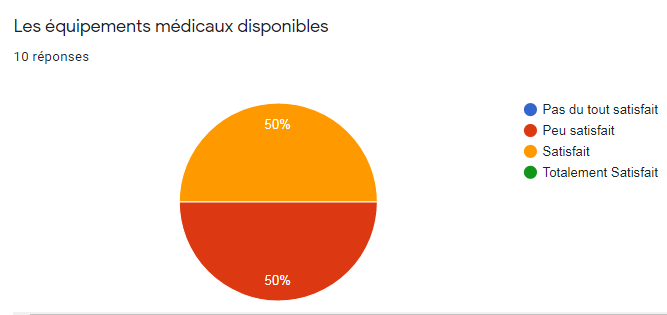 Les équipements médicaux disponibles
10 réponses
50%
50%
Pas du tout satisfait
Peu satisfait
Satisfait
Totalement Satisfait